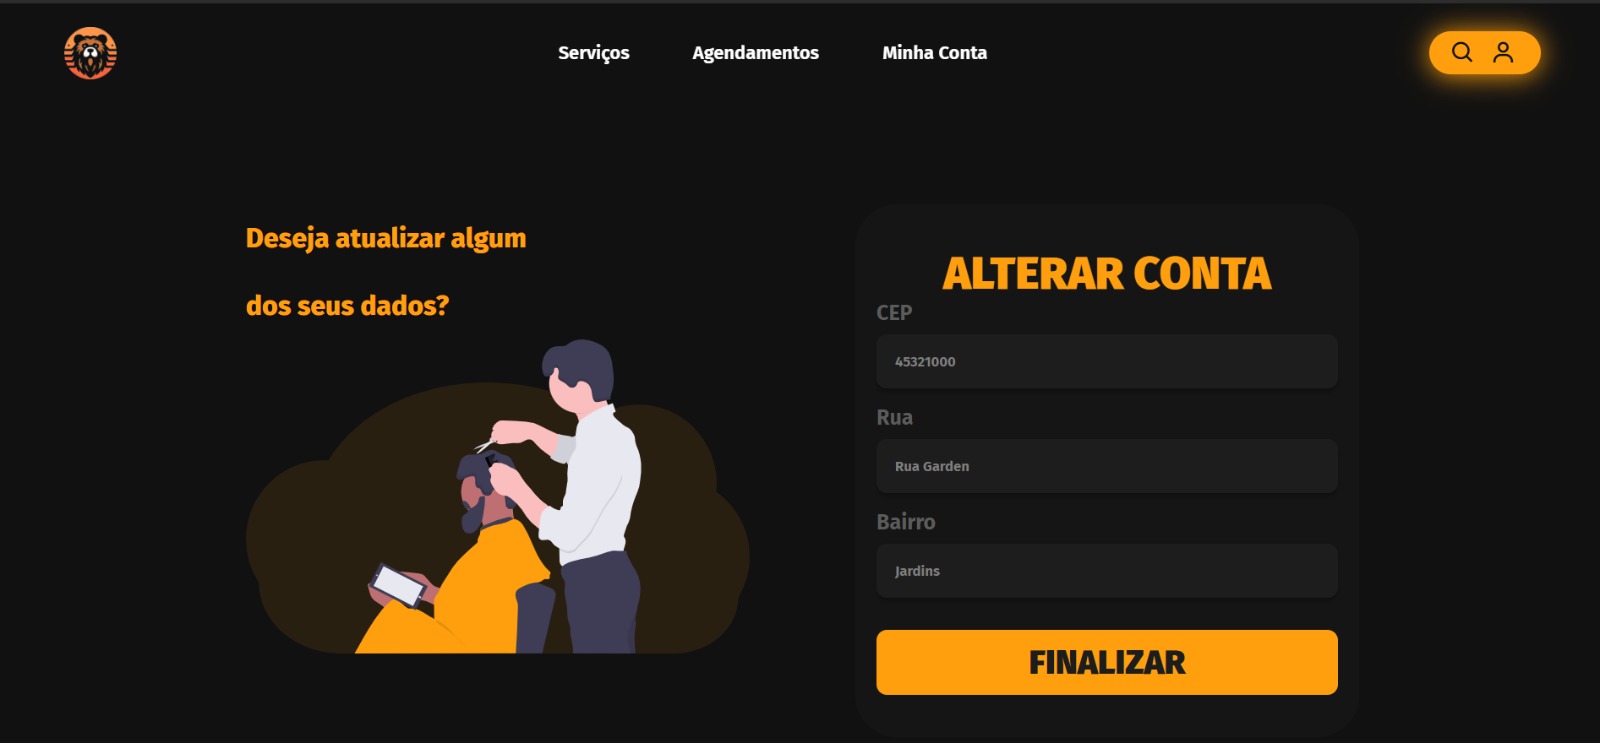 Serviços
Agendamentos
Minha Conta
Deseja atualizar algum
dos seus dados?
ALTERAR CONTA
CEP
45321000
Rua
Rua Garden
Bairro
Jardins
FINALIZAR